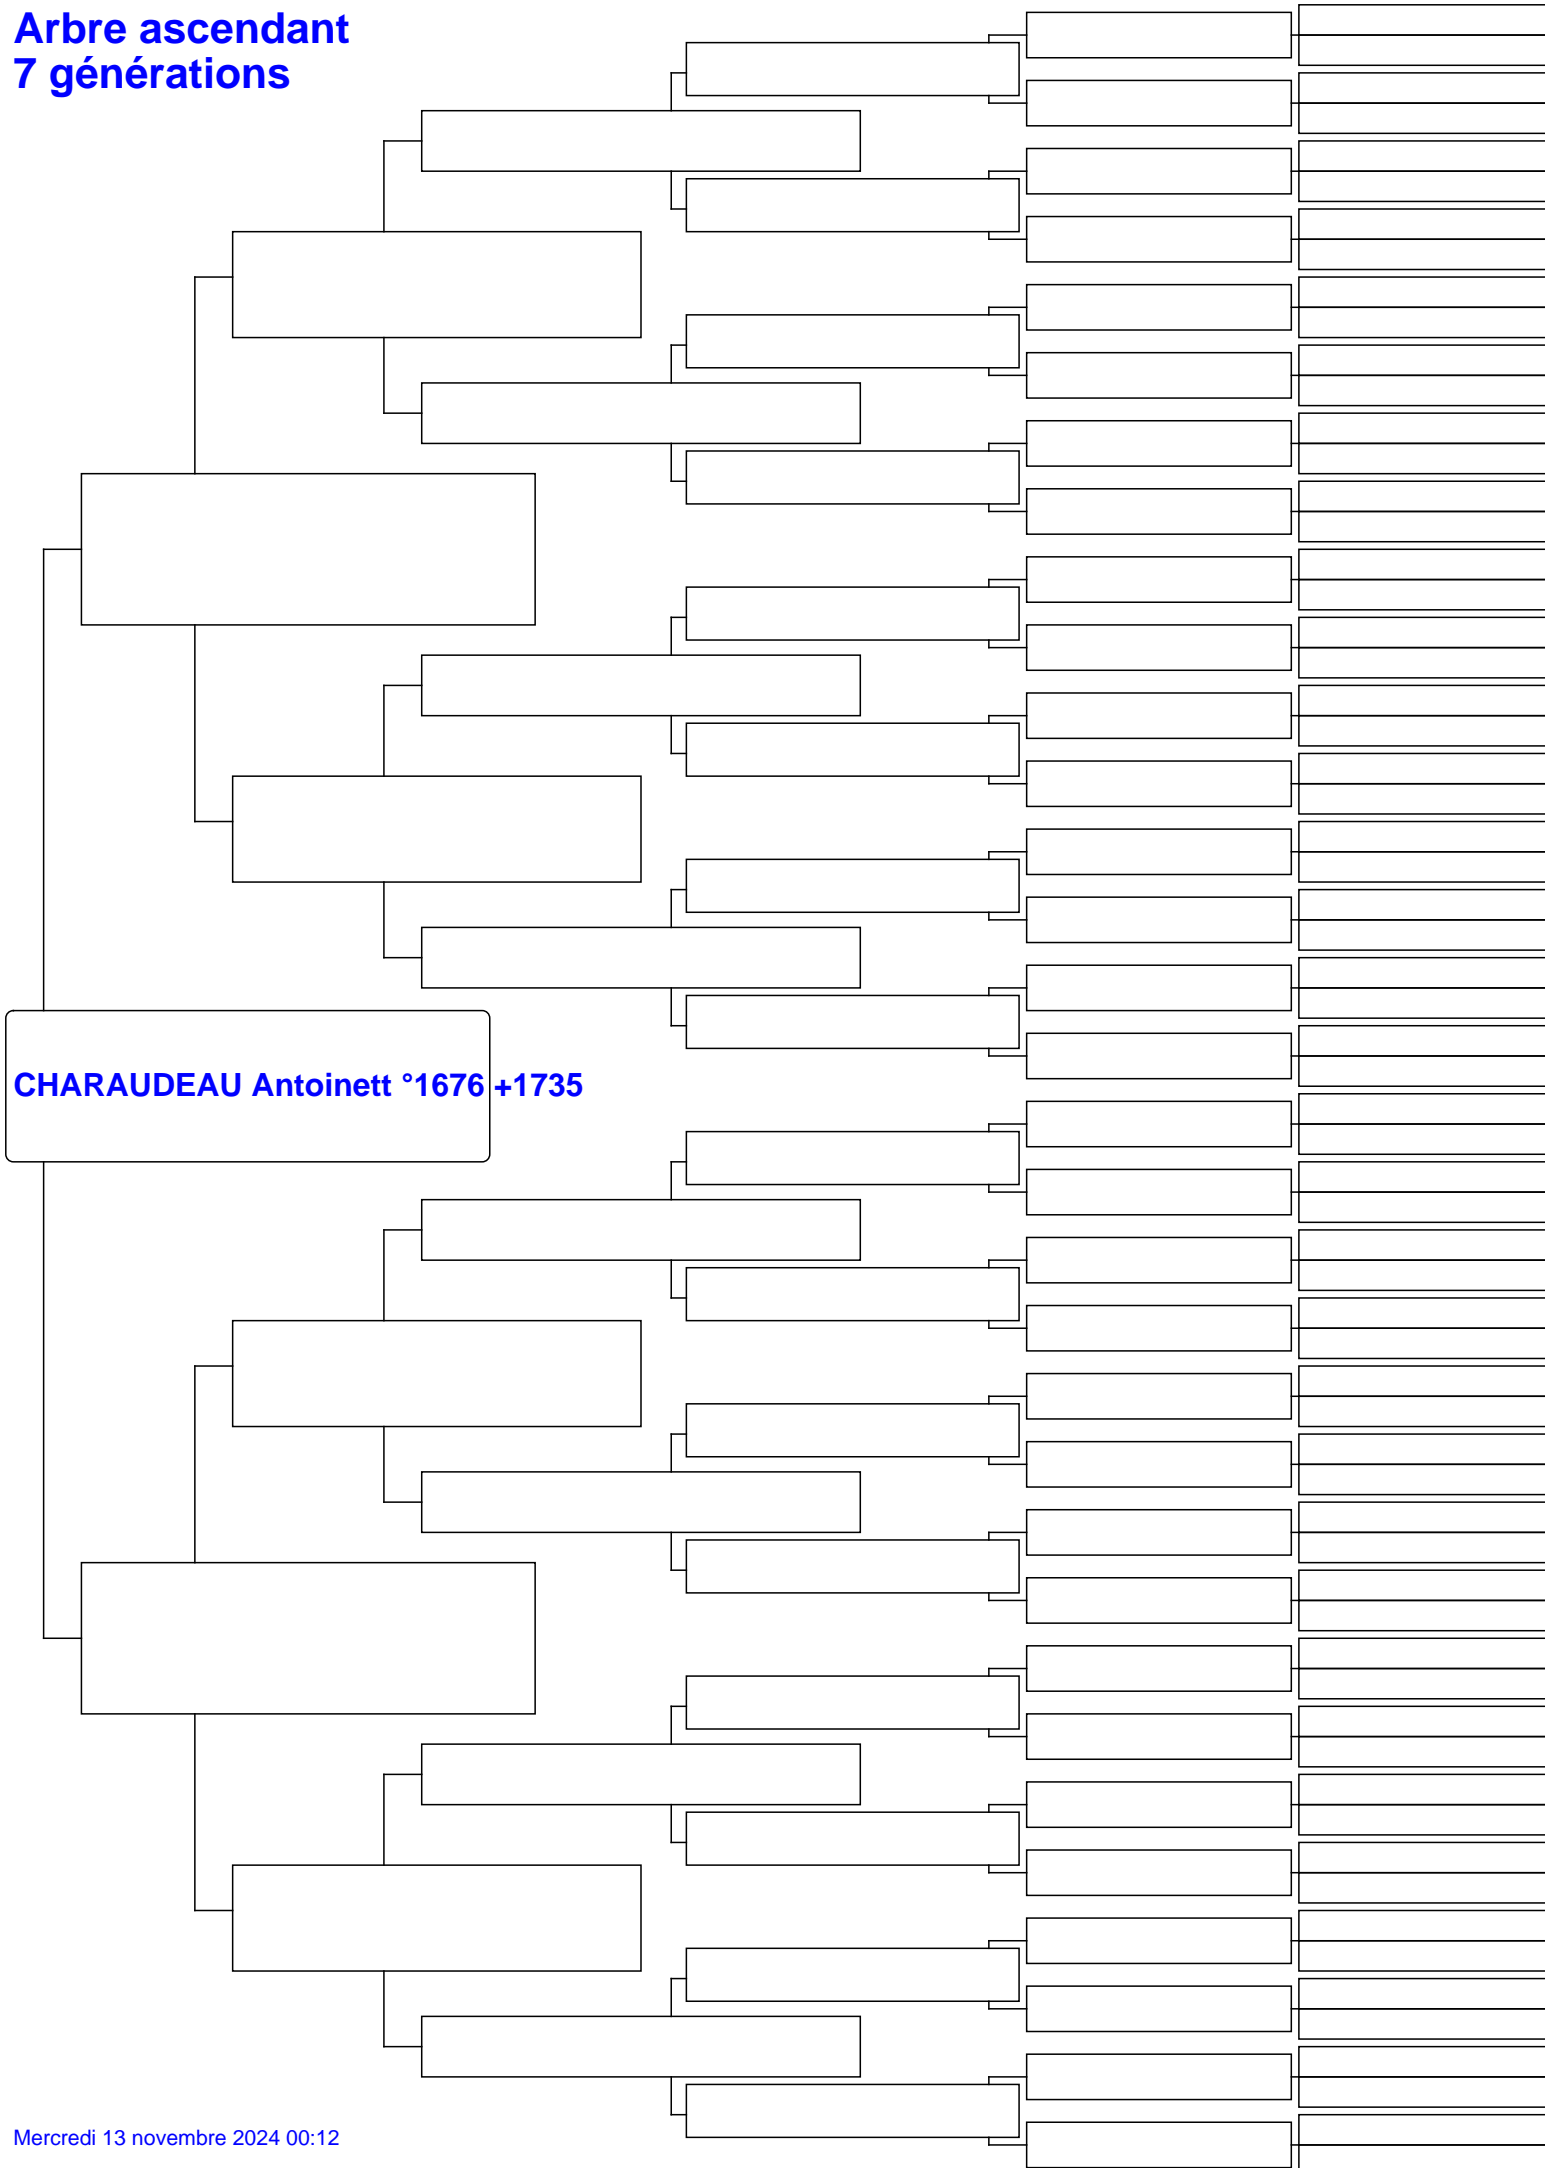 Arbre ascendant
7 générations
CHARAUDEAU Antoinett °1676 +1735
Mercredi 13 novembre 2024 00:12